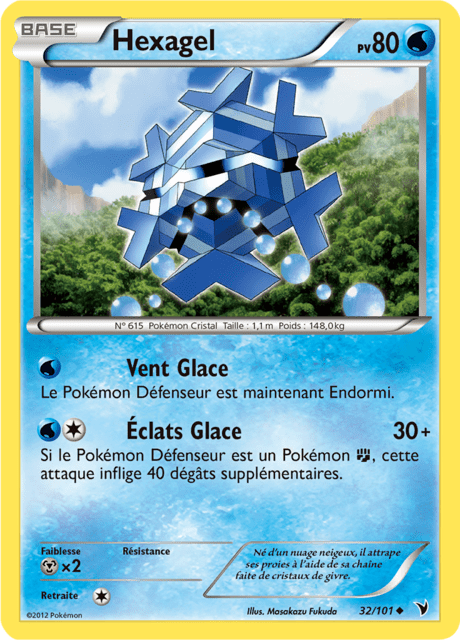 BASE
Hexagel
PV80
N° 615 Pokémon Cristal Taille : 1,1 m Poids : 148,0 kg
Vent Glace
Le Pokémon Défenseur est maintenant Endormi.
Éclats Glace 30+
Si le Pokémon Défenseur est un Pokémon , cette
attaque inflige 40 dégâts supplémentaires.
Faiblesse
×2
Résistance
Retraite
Né d'un nuage neigeux, il attrape
ses proies à l'aide de sa chaîne
faite de cristaux de givre.
©2012 Pokémon
Illus. Masakazu Fukuda
32/101